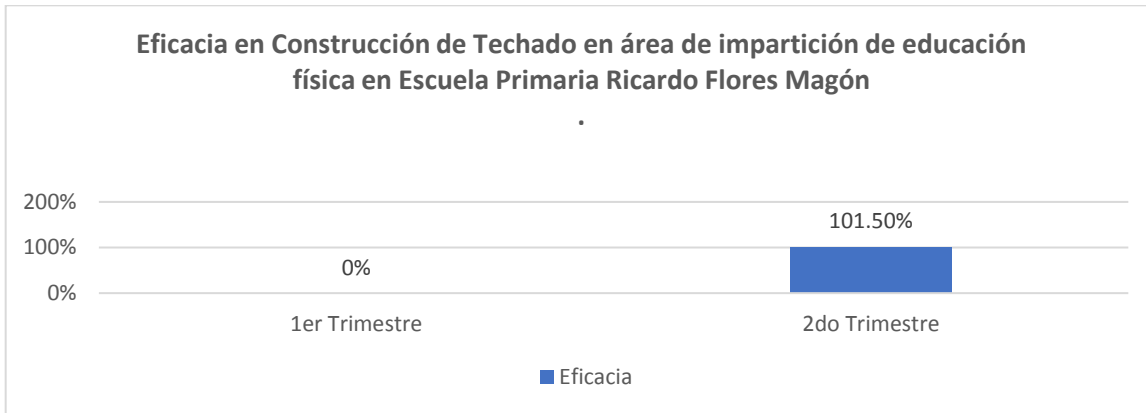 Eficacia en Construcción de Techado en área de impartición de educación
física en Escuela Primaria Ricardo Flores Magón
.
200%
100%
0%
0%
101.50%
1er Trimestre
2do Trimestre
Eficacia